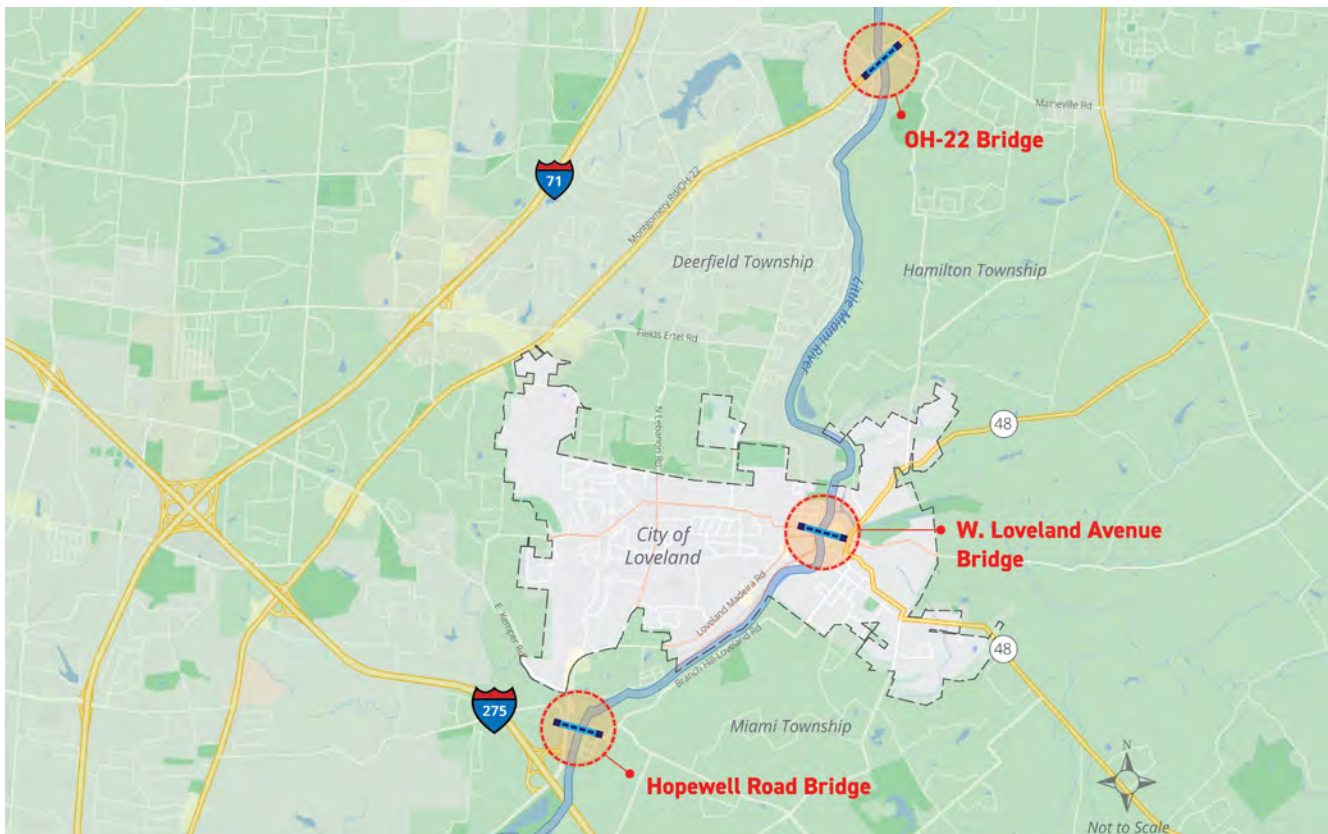 Maineville Rd
OH-22 Bridge
71
Montgomery Rd/OH-22
Deerfield Township
Hamilton Township
Little Miami River
Fields Ertel Rd
N Lebanon Rd
48
City of
Loveland
W. Loveland Avenue
Bridge
Loveland Madeira Rd
E. Kemper Rd
Branch Hill-Loveland Rd
48
275
Miami Township
Hopewell Road Bridge
N
Not to Scale